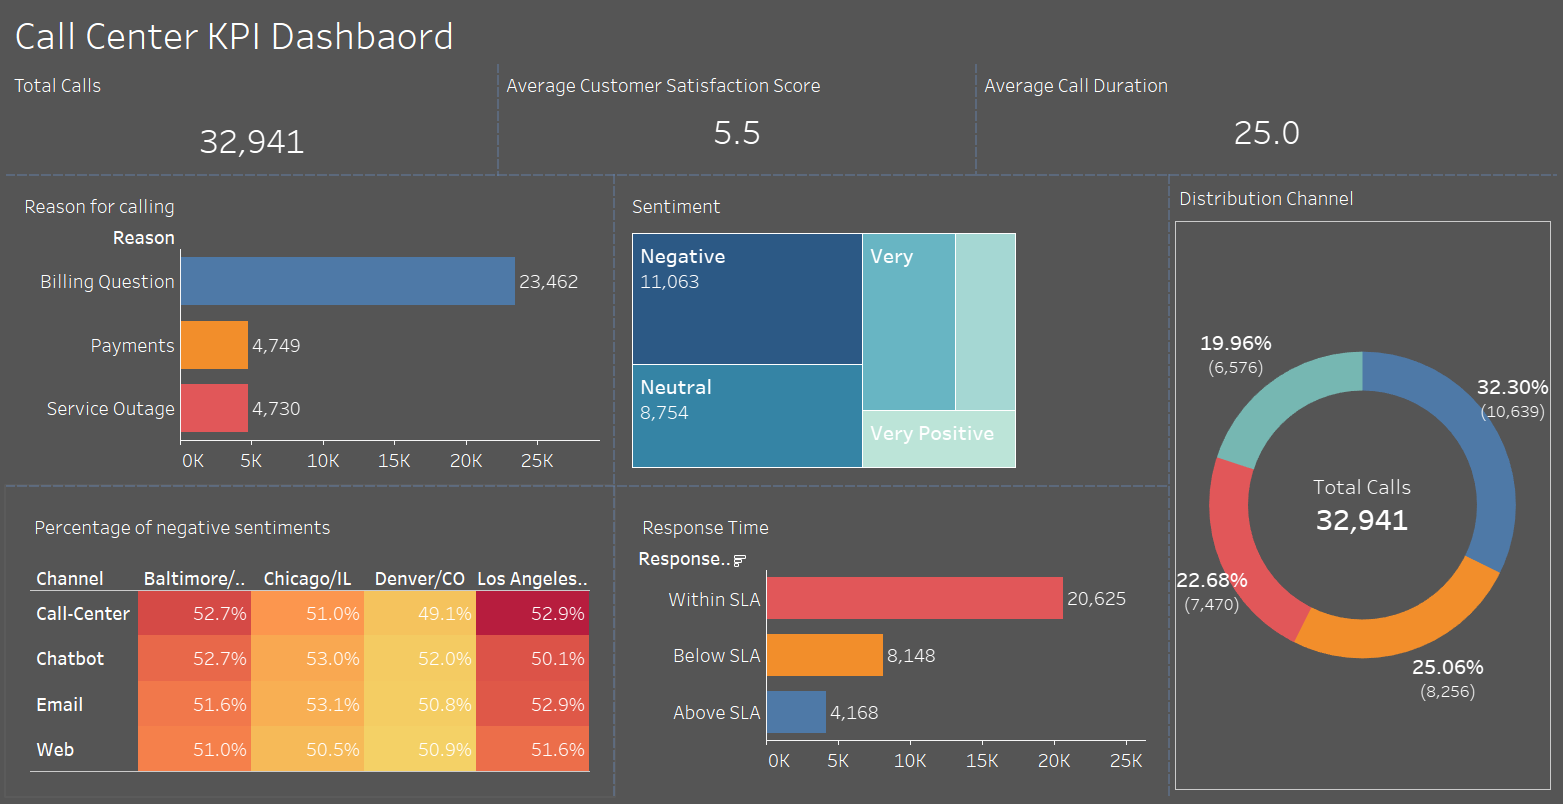 Call Center KPI Dashbaord
Total Calls
32,941
Average Customer Satisfaction Score
5.5
Average Call Duration
25.0
Reason for calling
Reason
Billing Question
23,462
Payments
4,749
Service Outage
4,730
0K 5K 10K 15K 20K 25K
Sentiment
Negative
11,063
Neutral
8,754
Very
Very Positive
Distribution Channel
19.96%
(6,576)
32.30%
(10,639)
Total Calls
32,941
22.68%
(7,470)
25.06%
(8,256)
Percentage of negative sentiments
Channel Baltimore/.. Chicago/IL Denver/CO Los Angeles..
Call-Center 52.7% 51.0% 49.1% 52.9%
Chatbot 52.7% 53.0% 52.0% 50.1%
Email 51.6% 53.1% 50.8% 52.9%
Web 51.0% 50.5% 50.9% 51.6%
Response Time
Response..
Within SLA 20,625
Below SLA 8,148
Above SLA 4,168
0K 5K 10K 15K 20K 25K